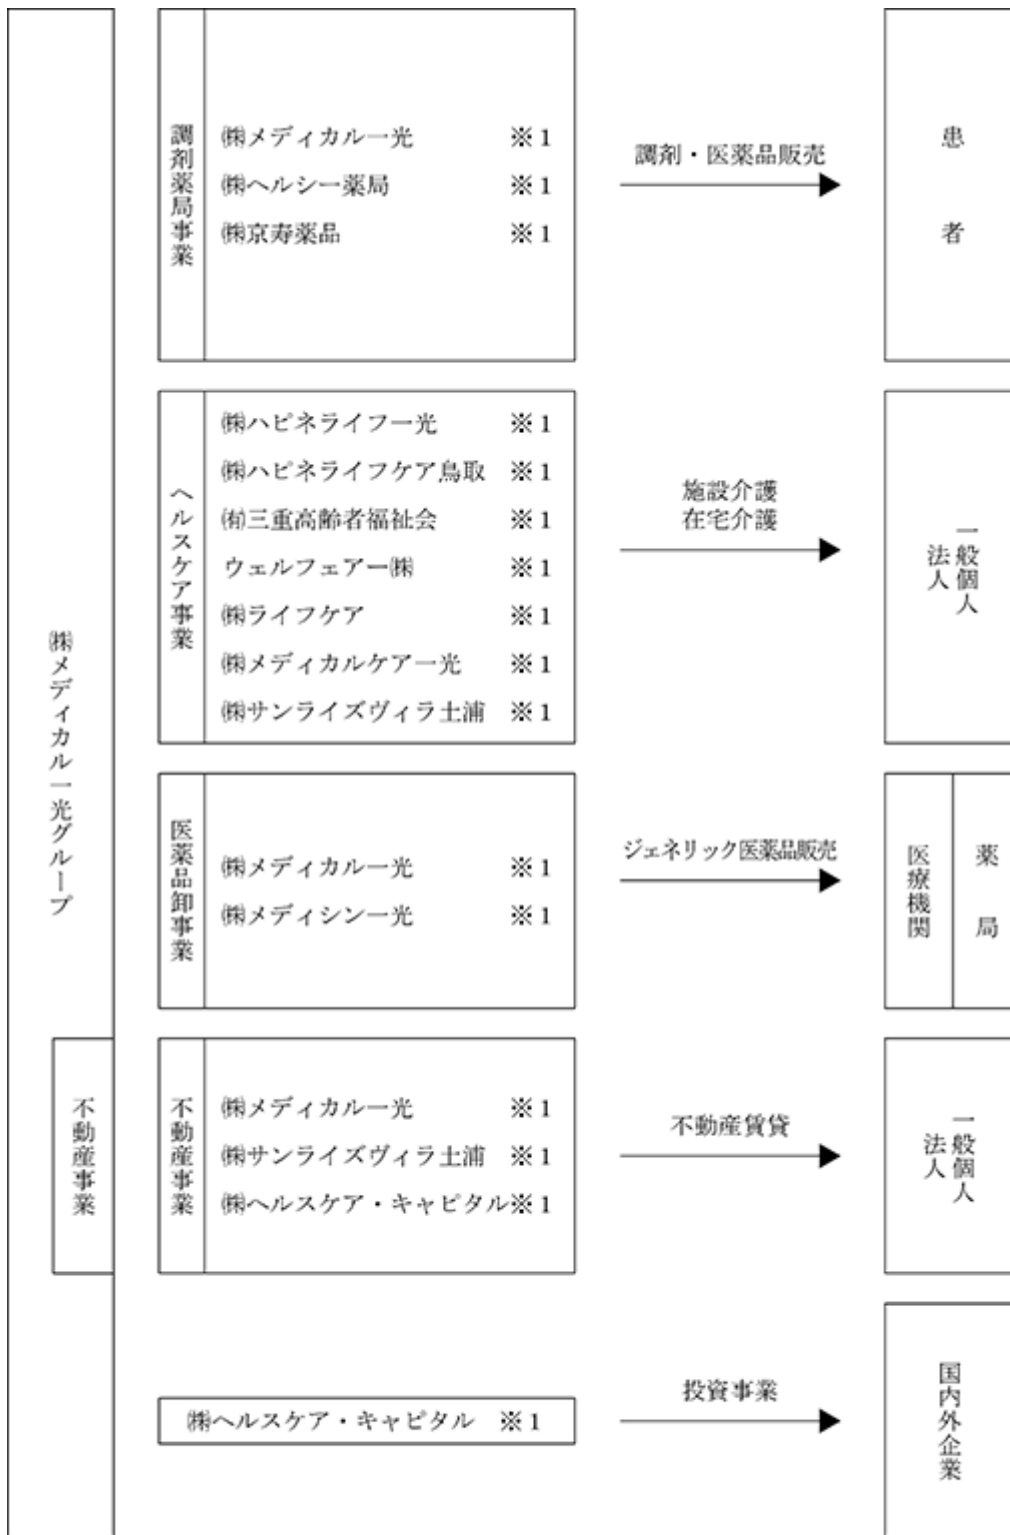 ㈱メディカル一光グループ
不動産事業
調剤薬局事業
㈱メディカル一光 ※1
㈱ヘルシー薬局 ※1
㈱京寿薬品 ※1
調剤・医薬品販売
患者
ヘルスケア事業
㈱ハピネライフ一光 ※1
㈱ハピネライフケア鳥取 ※1
㈲三重高齢者福祉会 ※1
ウェルフェアー㈱ ※1
㈱ライフケア ※1
㈱メディカルケア一光 ※1
㈱サンライズヴィラ土浦 ※1
施設介護
在宅介護
一般個人
法人
医薬品卸事業
㈱メディカル一光 ※1
㈱メディシン一光 ※1
ジェネリック医薬品販売
医療機関
薬局
不動産事業
㈱メディカル一光 ※1
㈱サンライズヴィラ土浦 ※1
㈱ヘルスケア・キャピタル※1
不動産賃貸
一般個人
法人
㈱ヘルスケア・キャピタル ※1
投資事業
国内外企業